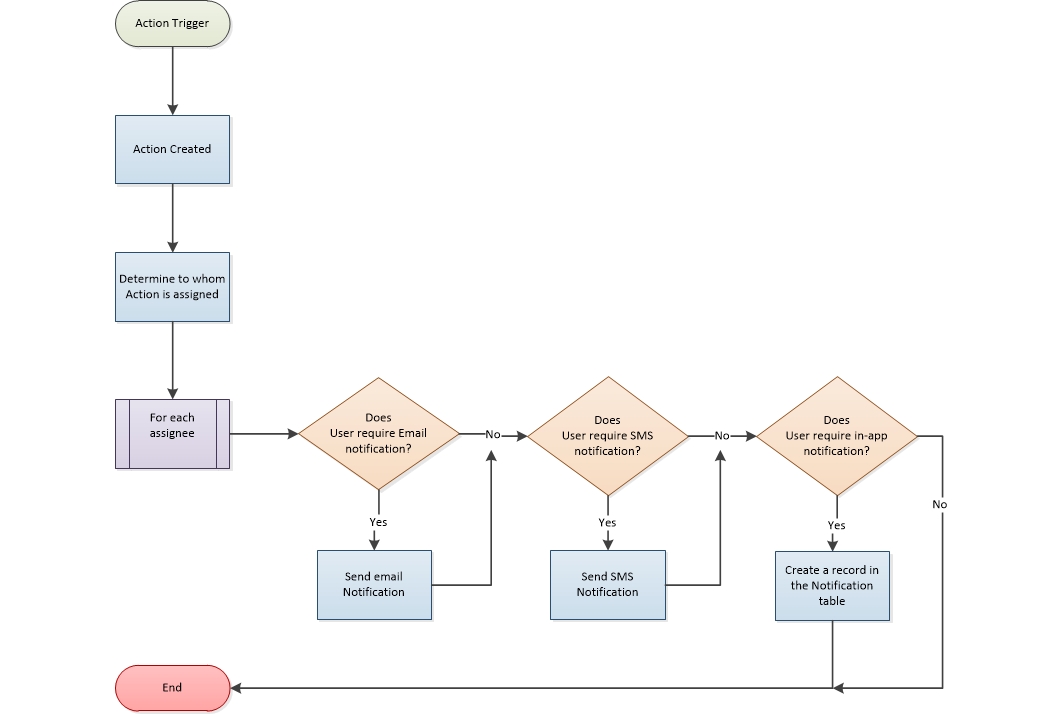 Action Trigger
Action Created
Determine to whom
Action is assigned
For each
assignee
Does
User require Email
notification?
No
Does
User require SMS
notification?
No
Does
User require in-app
notification?
No
Yes
Yes
Yes
Send email
Notification
Send SMS
Notification
Create a record in
the Notification
table
End